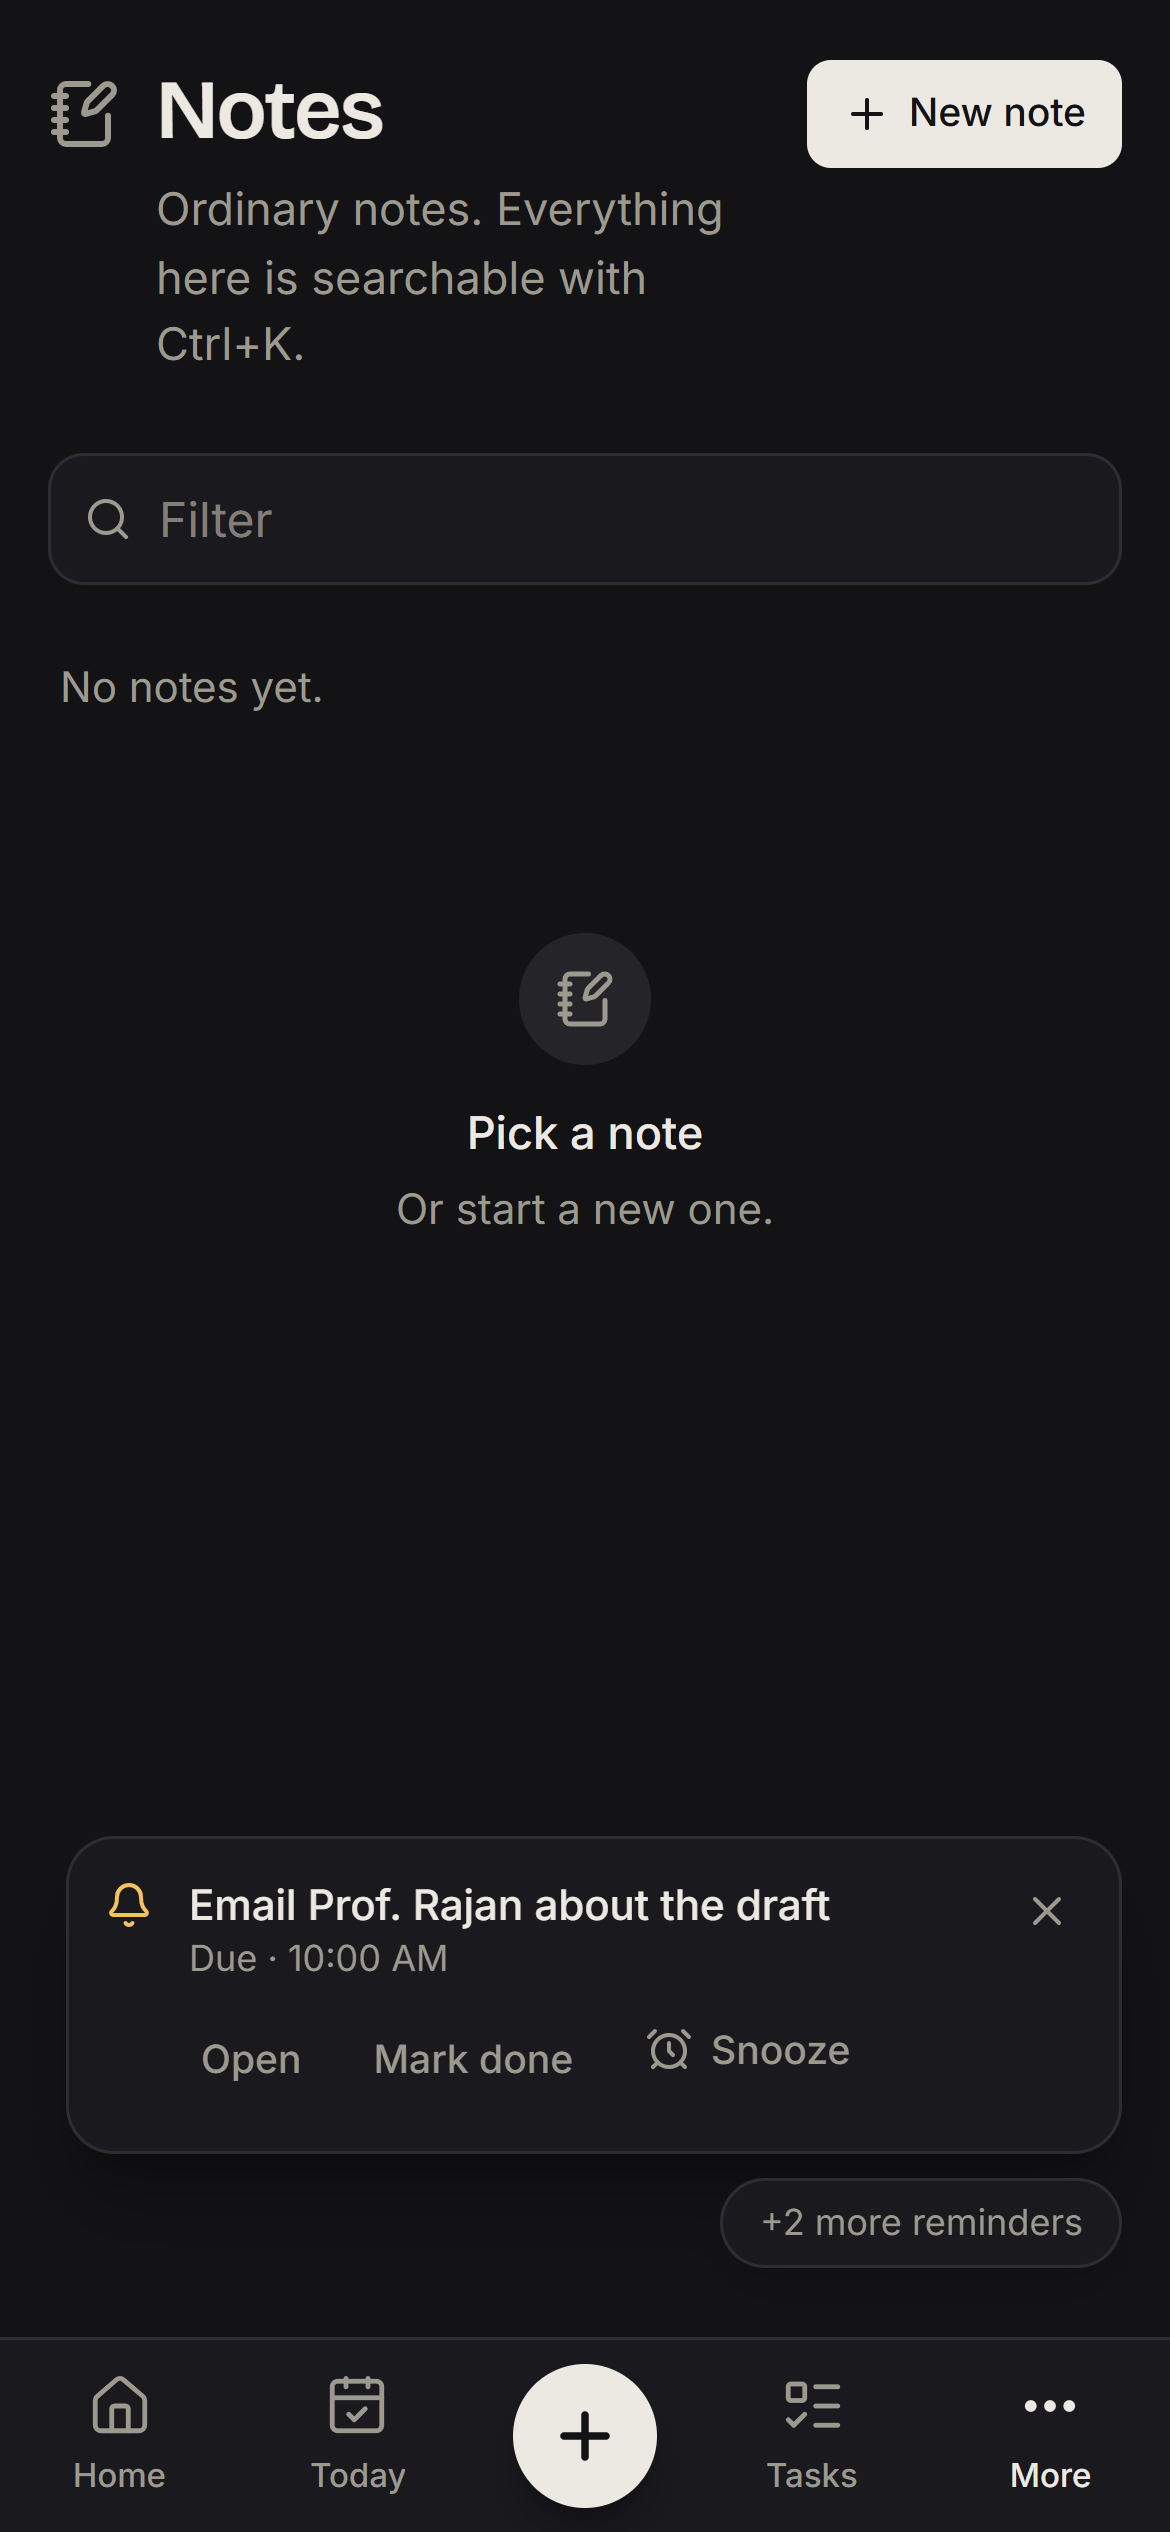 Notes
New note
Ordinary notes. Everything
here is searchable with
Ctrl+K.
Filter
No notes yet.
Pick a note
Or start a new one.
Email Prof. Rajan about the draft
Due · 10:00 AM
Open Mark done Snooze
+2 more reminders
Home Today Tasks More